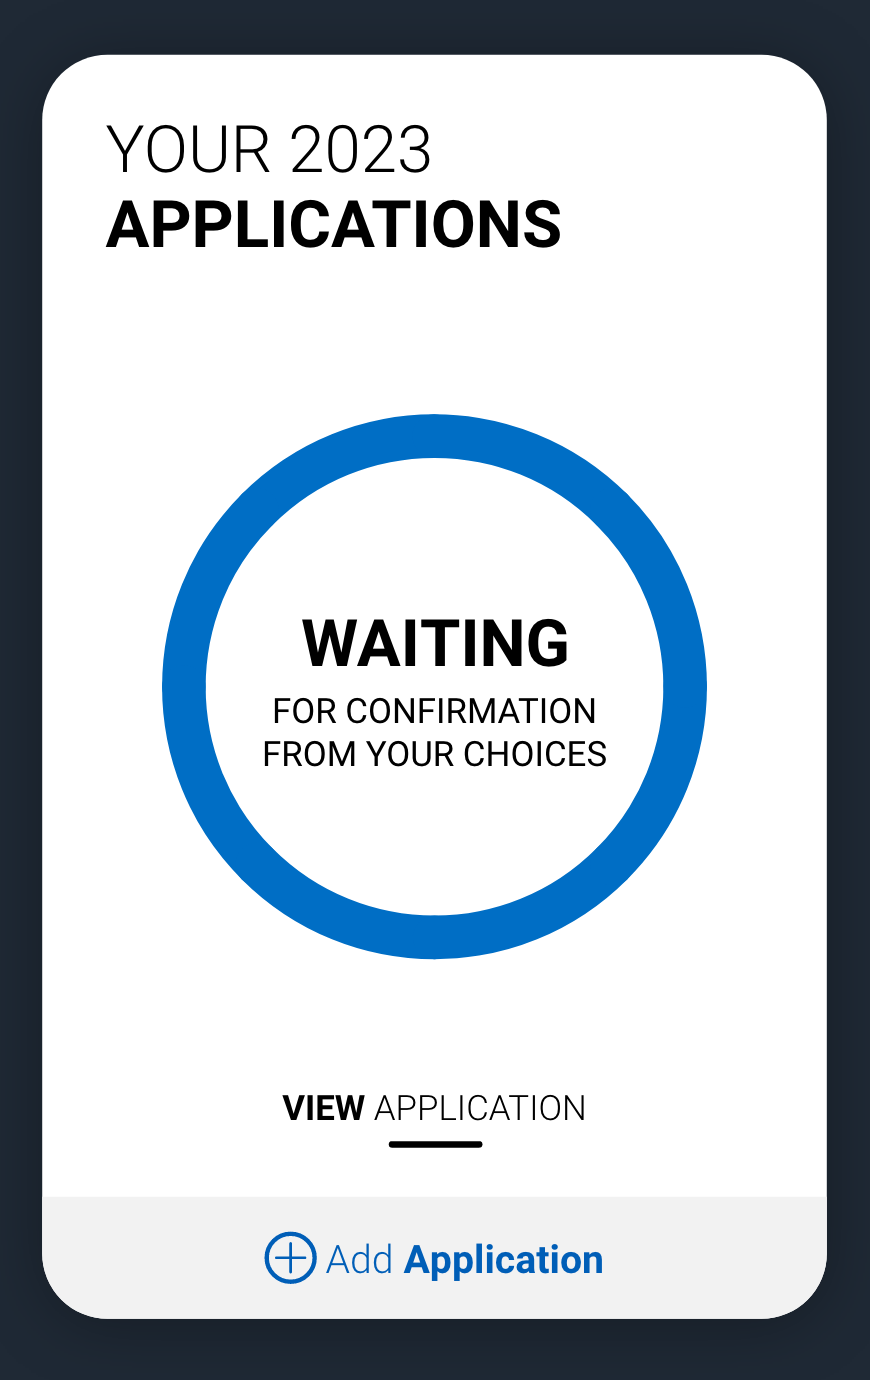 YOUR 2023
APPLICATIONS
WAITING
FOR CONFIRMATION
FROM YOUR CHOICES
VIEW APPLICATION
Add Application